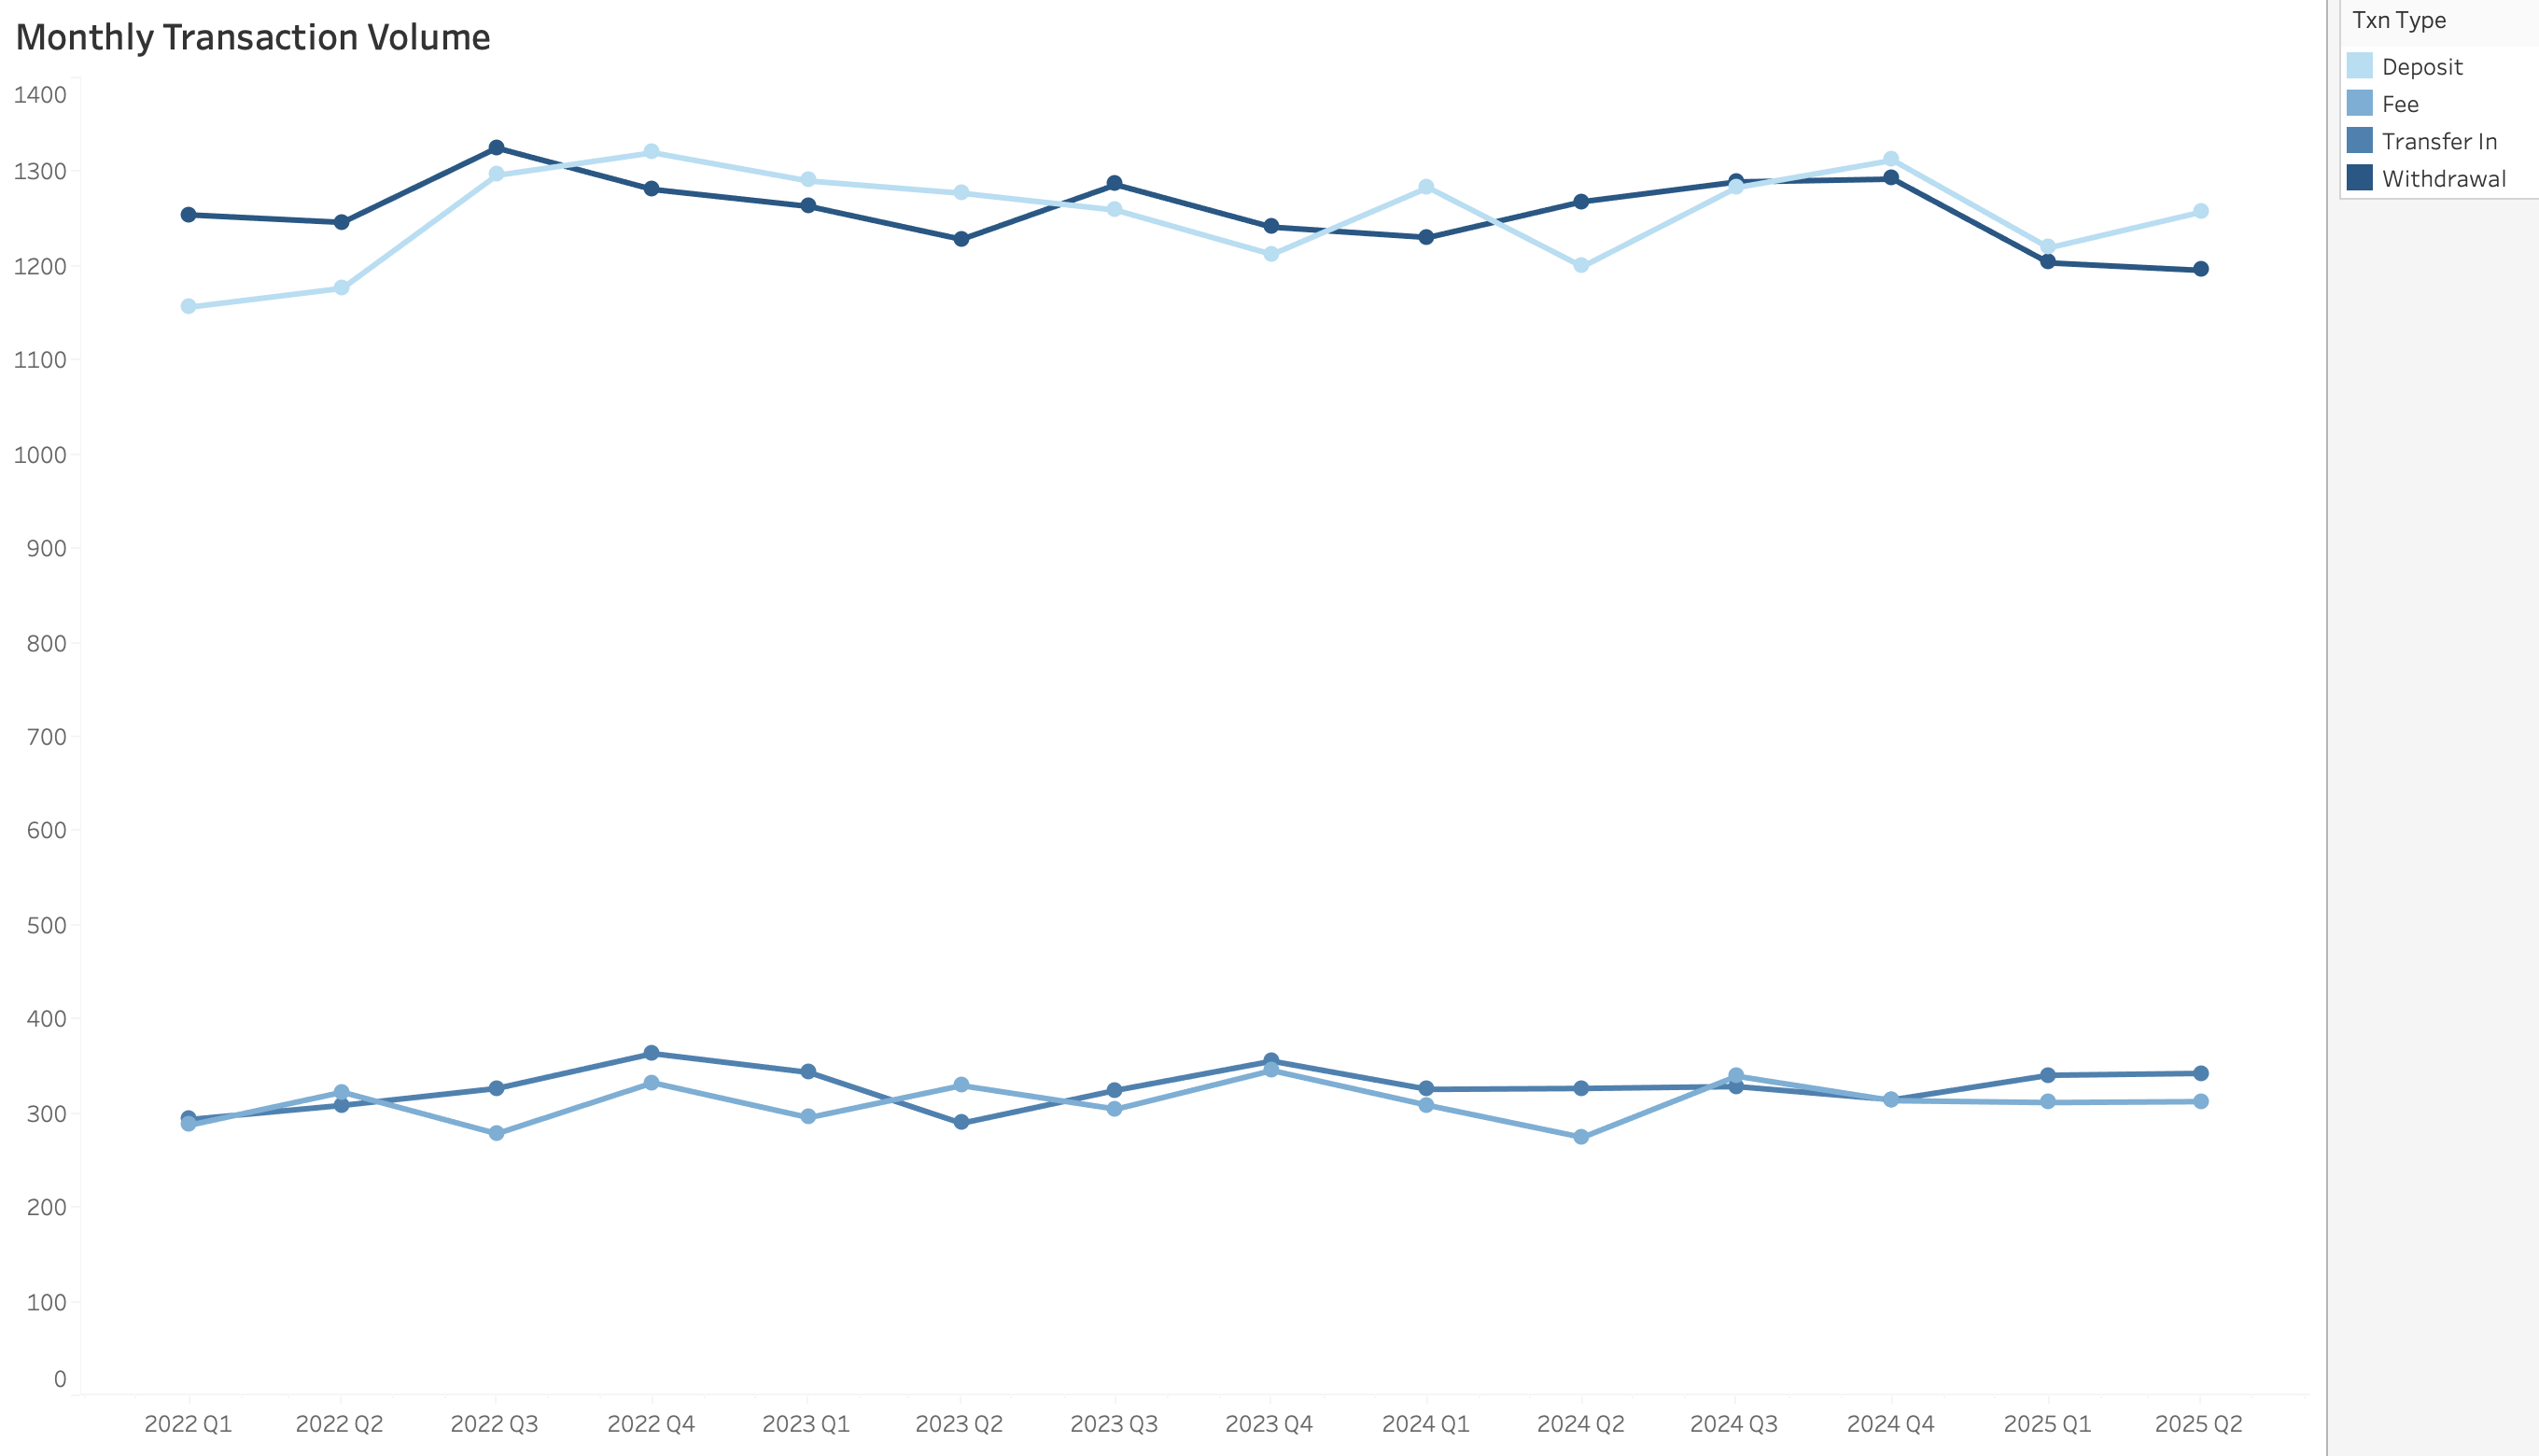 Monthly Transaction Volume
Txn Type
Deposit
Fee
Transfer In
Withdrawal
1400
1300
1200
1100
1000
900
800
700
600
500
400
300
200
100
0
2022 Q1 2022 Q2 2022 Q3 2022 Q4 2023 Q1 2023 Q2 2023 Q3 2023 Q4 2024 Q1 2024 Q2 2024 Q3 2024 Q4 2025 Q1 2025 Q2